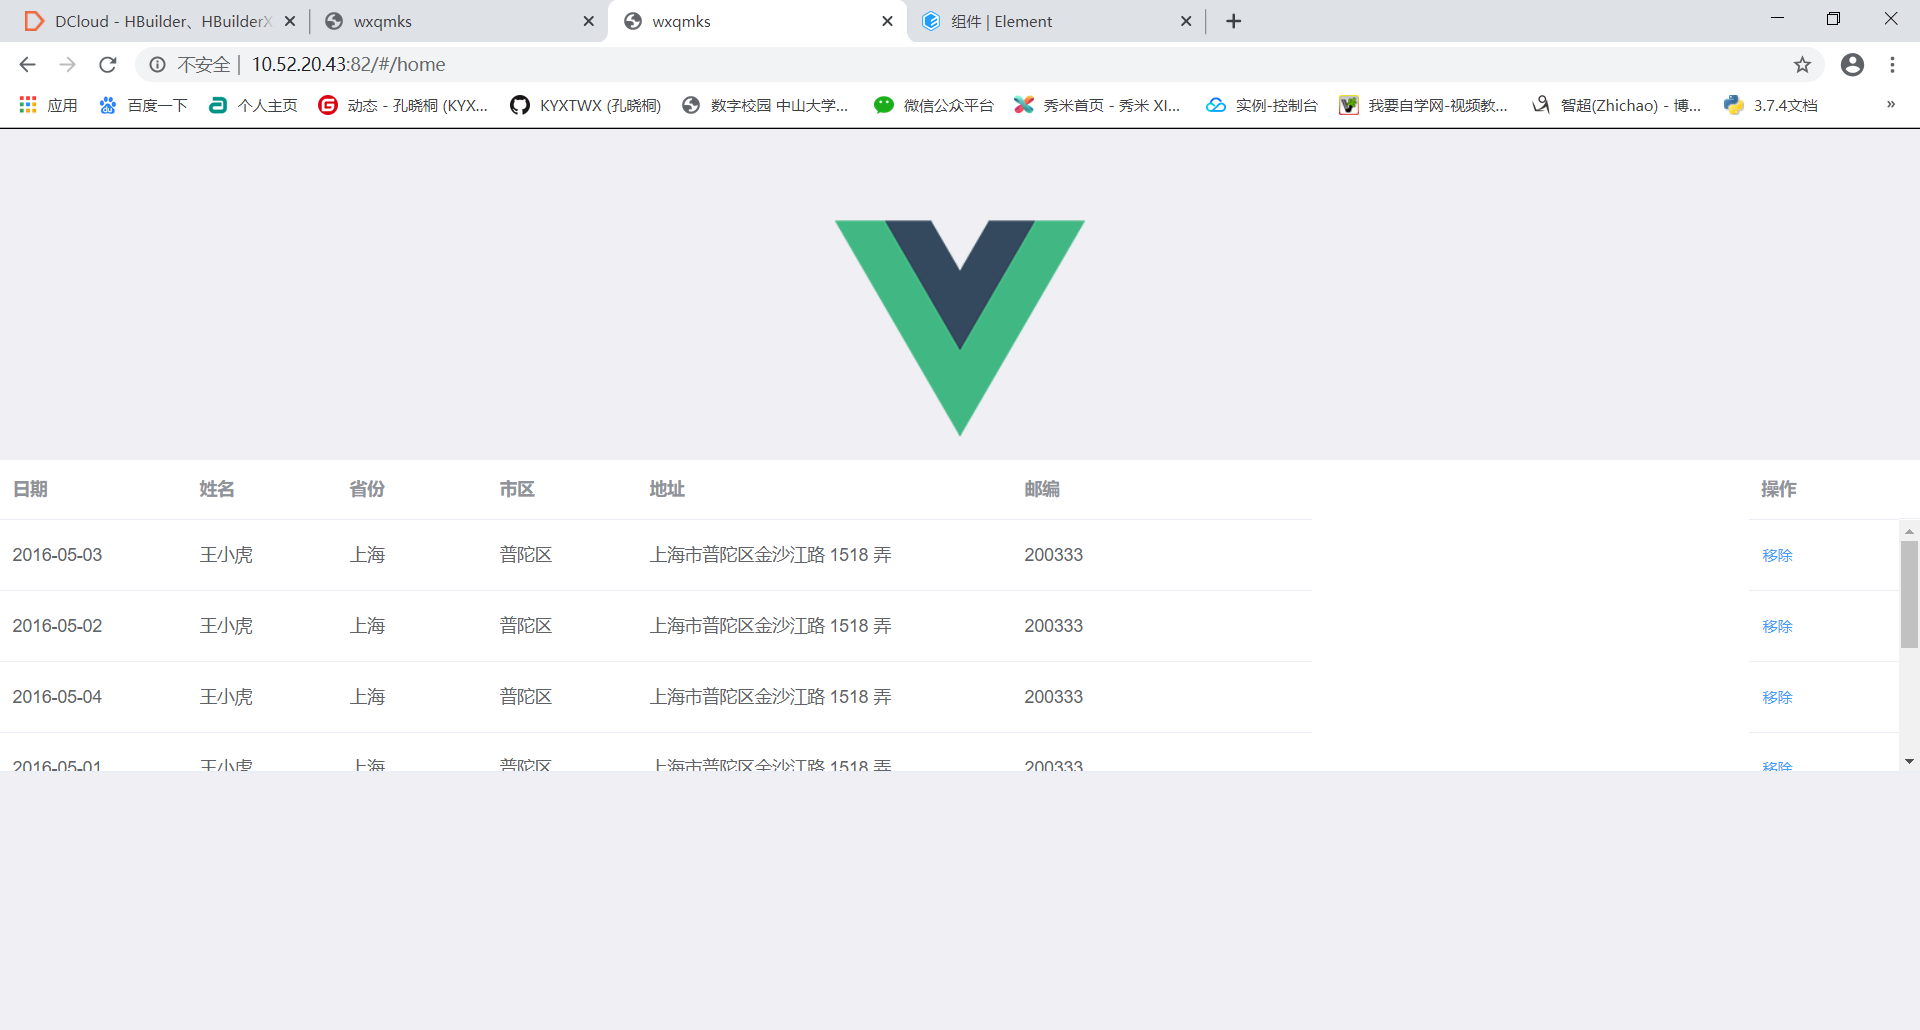 DCloud - HBuilder、HBuilderX
wxqmks
wxqmks
组件 | Element
不安全 | 10.52.20.43:82/#/home
应用
百度一下
个人主页
动态 - 孔晓桐 (KYX...
KYXTWX (孔晓桐)
数字校园 中山大学...
微信公众平台
秀米首页 - 秀米 XI...
实例-控制台
我要自学网-视频教...
智超(Zhichao) - 博...
3.7.4文档
»
日期 姓名 省份 市区 地址 邮编 操作
2016-05-03 王小虎 上海 普陀区 上海市普陀区金沙江路 1518 弄 200333 移除
2016-05-02 王小虎 上海 普陀区 上海市普陀区金沙江路 1518 弄 200333 移除
2016-05-04 王小虎 上海 普陀区 上海市普陀区金沙江路 1518 弄 200333 移除
2016-05-01 王小虎 上海 普陀区 上海市普陀区金沙江路 1518 弄 200333 移除